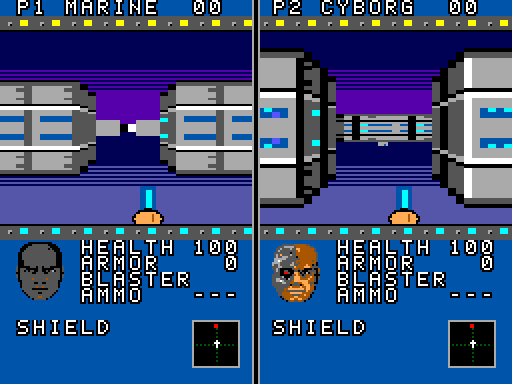 P1 MARINE 00
HEALTH 100
ARMOR 0
BLASTER
AMMO ---
SHIELD
P2 CYBORG 00
HEALTH 100
ARMOR 0
BLASTER
AMMO ---
SHIELD